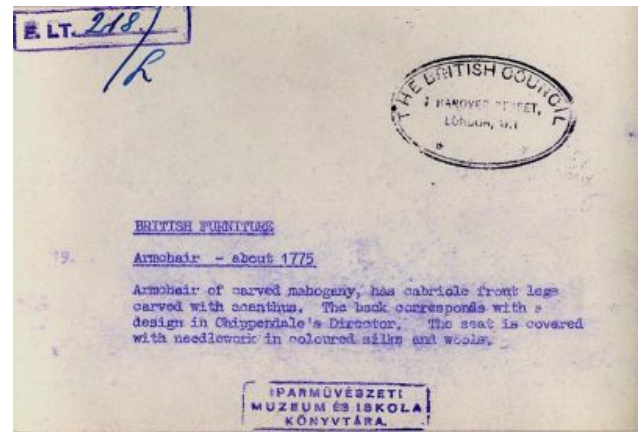 E. LT. 218.
/L
THE BRITISH COUNCIL
HANOVER STREET,
LONDON, W.1
BRITISH FURNITURE
19.
Armchair - about 1775
Armchair of carved mahogany, has cabriole front legs
carved with acanthus. The back corresponds with a
design in Chippendale's Director. The seat is covered
with needlework in coloured silks and wools.
IPARMŰVÉSZETI
MUZEUM ÉS ISKOLA
KÖNYVTÁRA.